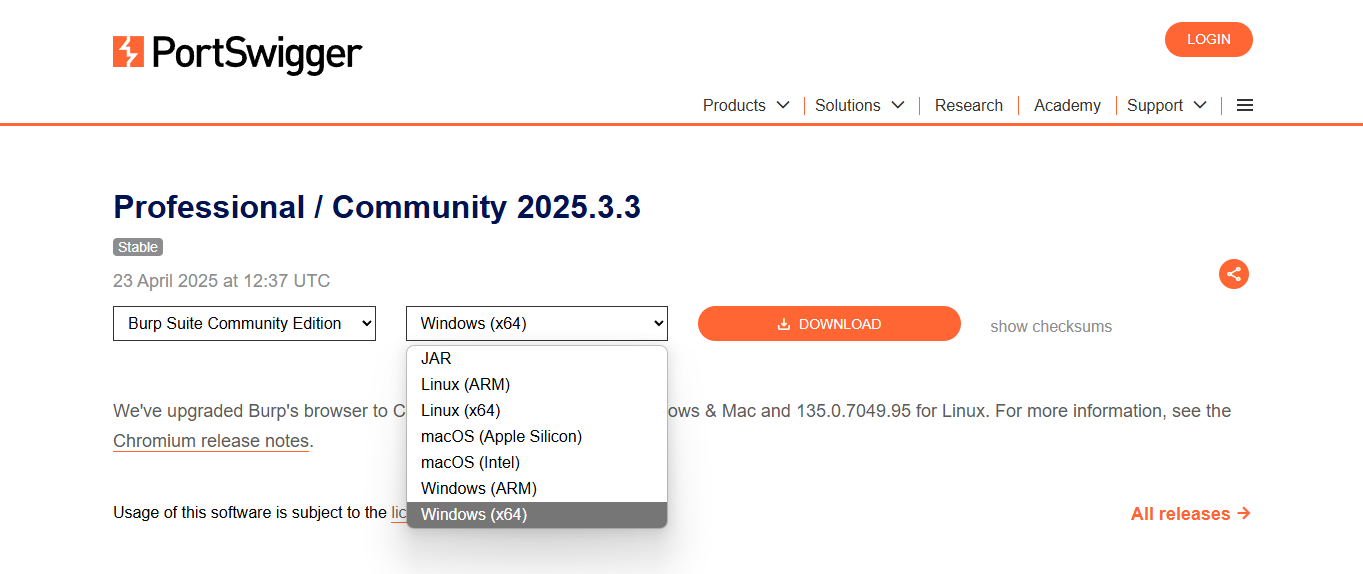 PortSwigger
LOGIN
Products
Solutions
Research
Academy
Support
Professional / Community 2025.3.3
Stable
23 April 2025 at 12:37 UTC
Burp Suite Community Edition
Windows (x64)
DOWNLOAD
show checksums
JAR
Linux (ARM)
Linux (x64)
macOS (Apple Silicon)
macOS (Intel)
Windows (ARM)
Windows (x64)
We've upgraded Burp's browser to C
ows & Mac and 135.0.7049.95 for Linux. For more information, see the
Chromium release notes.
Usage of this software is subject to the lic
All releases